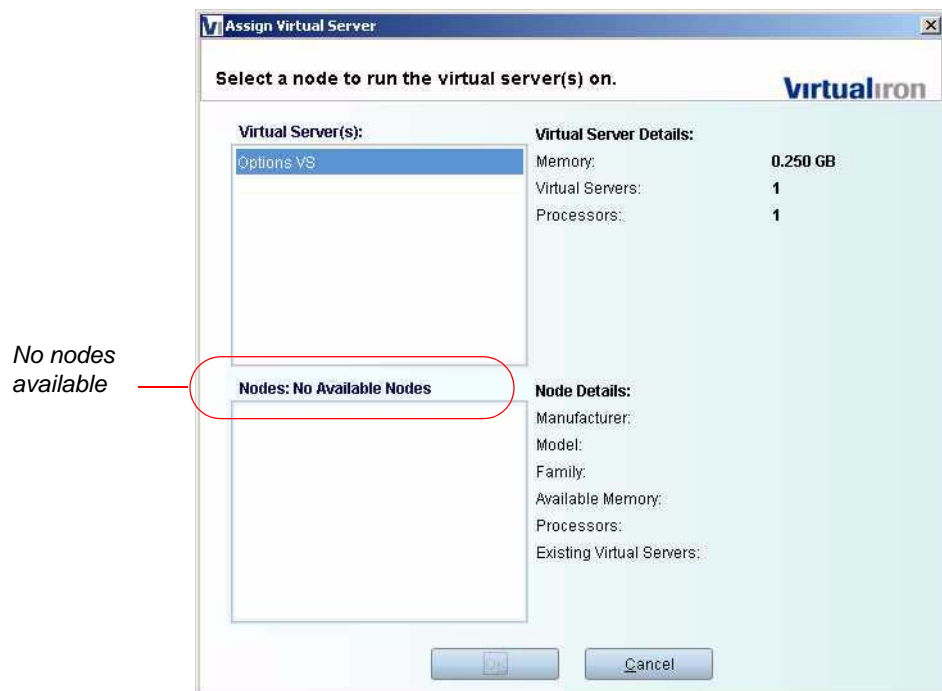 VI Assign Virtual Server
Select a node to run the virtual server(s) on.
Virtualiron
Virtual Server(s):
Options VS
Virtual Server Details:
Memory: 0.250 GB
Virtual Servers: 1
Processors: 1
No nodes
available
Nodes: No Available Nodes
Node Details:
Manufacturer:
Model:
Family:
Available Memory:
Processors:
Existing Virtual Servers:
OK
Cancel